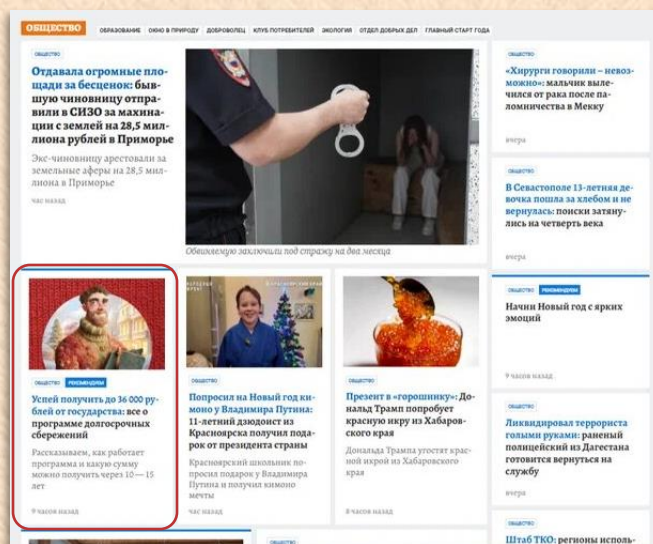 ОБЩЕСТВО
ОБРАЗОВАНИЕ ОКНО В ПРИРОДУ ДОБРОВОЛЕЦ КЛУБ ПОТРЕБИТЕЛЕЙ ЭКОЛОГИЯ ОТДЕЛ ДОБРЫХ ДЕЛ ГЛАВНЫЙ СТАРТ ГОДА
ОБЩЕСТВО
Отдавала огромные пло-
щади за бесценок: быв-
шую чиновницу отпра-
вили в СИЗО за махина-
ции с землей на 28,5 мил-
лиона рублей в Приморье
Экс-чиновницу арестовали за
земельные аферы на 28,5 мил-
лиона в Приморье
час назад
Обвиняемую заключили под стражу на два месяца
ОБЩЕСТВО
«Хирурги говорили – невоз-
можно»: мальчик выле-
чился от рака после па-
ломничества в Мекку
вчера
ОБЩЕСТВО
В Севастополе 13-летняя де-
вочка пошла за хлебом и не
вернулась: поиски затяну-
лись на четверть века
вчера
ОБЩЕСТВО РЕКОМЕНДУЕМ
Начни Новый год с ярких
эмоций
9 часов назад
ОБЩЕСТВО
Ликвидировал террориста
голыми руками: раненый
полицейский из Дагестана
готовится вернуться на
службу
вчера
ОБЩЕСТВО
Штаб ТКО: регионы исполь-
ОБЩЕСТВО РЕКОМЕНДУЕМ
Успей получить до 36 000 ру-
блей от государства: все о
программе долгосрочных
сбережений
Рассказываем, как работает
программа и какую сумму
можно получить через 10— 15
лет
9 часов назад
ОБЩЕСТВО
Попросил на Новый год ки-
моно у Владимира Путина:
11-летний дзюдоист из
Красноярска получил пода-
рок от президента страны
Красноярский школьник по-
просил подарок у Владимира
Путина и получил кимоно
мечты
час назад
ОБЩЕСТВО
Презент в «горошинку»: До-
нальд Трамп попробует
красную икру из Хабаров-
ского края
Дональда Трампа угостят крас-
ной икрой из Хабаровского
края
8 часов назад
ОБЩЕСТВО